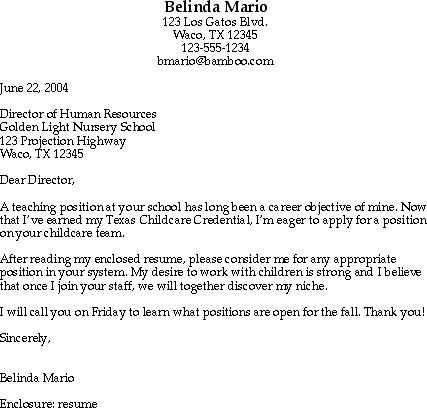 Belinda Mario
123 Los Gatos Blvd.
Waco, TX 12345
123-555-1234
bmario@bamboo.com
June 22, 2004
Director of Human Resources
Golden Light Nursery School
123 Projection Highway
Waco, TX 12345
Dear Director,
A teaching position at your school has long been a career objective of mine. Now
that I've earned my Texas Childcare Credential, I'm eager to apply for a position
on your childcare team.
After reading my enclosed resume, please consider me for any appropriate
position in your system. My desire to work with children is strong and I believe
that once I join your staff, we will together discover my niche.
I will call you on Friday to learn what positions are open for the fall. Thank you!
Sincerely,
Belinda Mario
Enclosure: resume